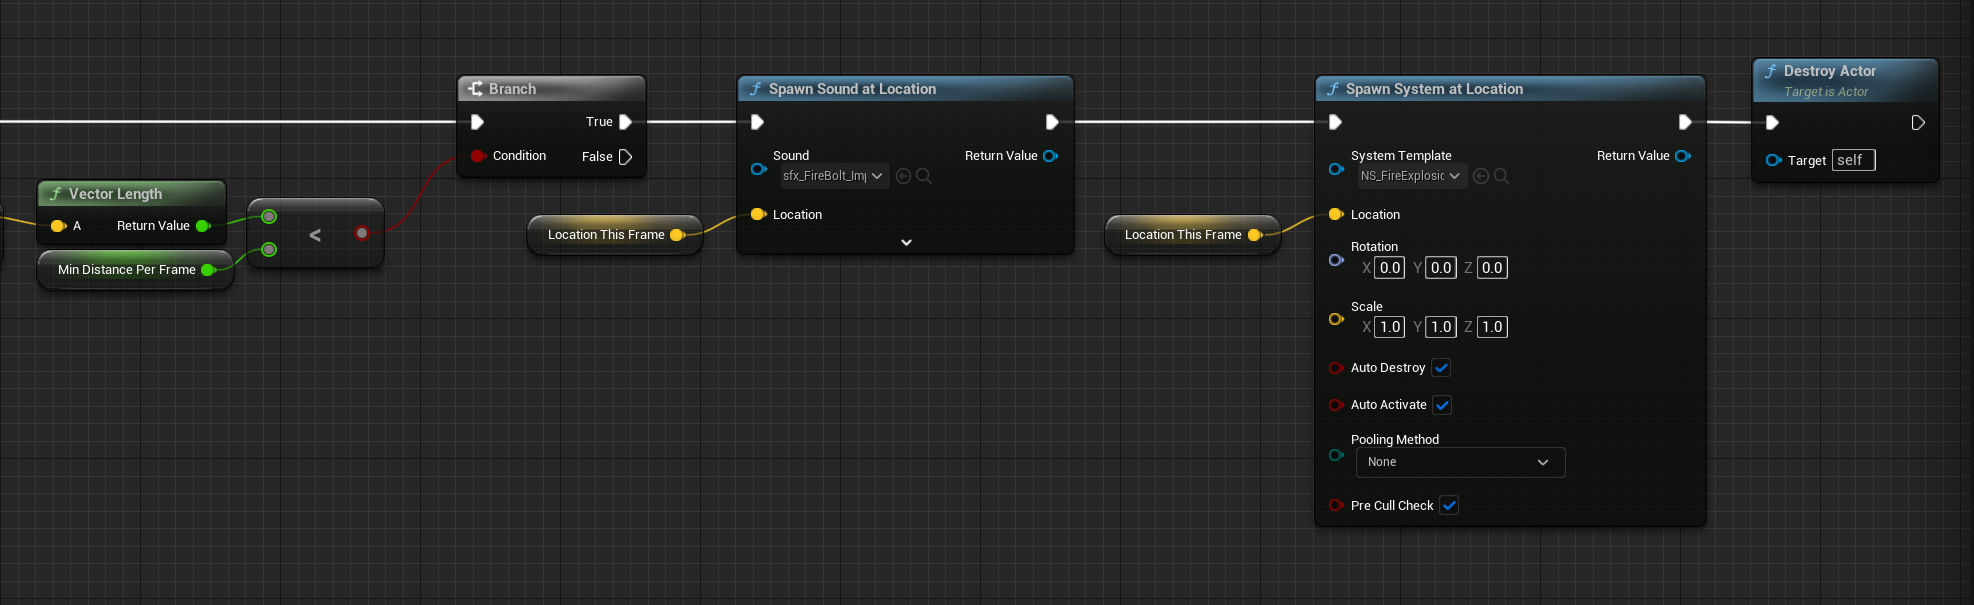 Branch
True
Condition
False
Vector Length
A
Return Value
Min Distance Per Frame
<
Spawn Sound at Location
Sound
Return Value
sfx_FireBolt_Im
Location
Location This Frame
Spawn System at Location
System Template
Return Value
NS_FireExplosic
Location
Location This Frame
Rotation
X 0.0 Y 0.0 Z 0.0
Scale
X 1.0 Y 1.0 Z 1.0
Auto Destroy
Auto Activate
Pooling Method
None
Pre Cull Check
Destroy Actor
Target is Actor
Target self